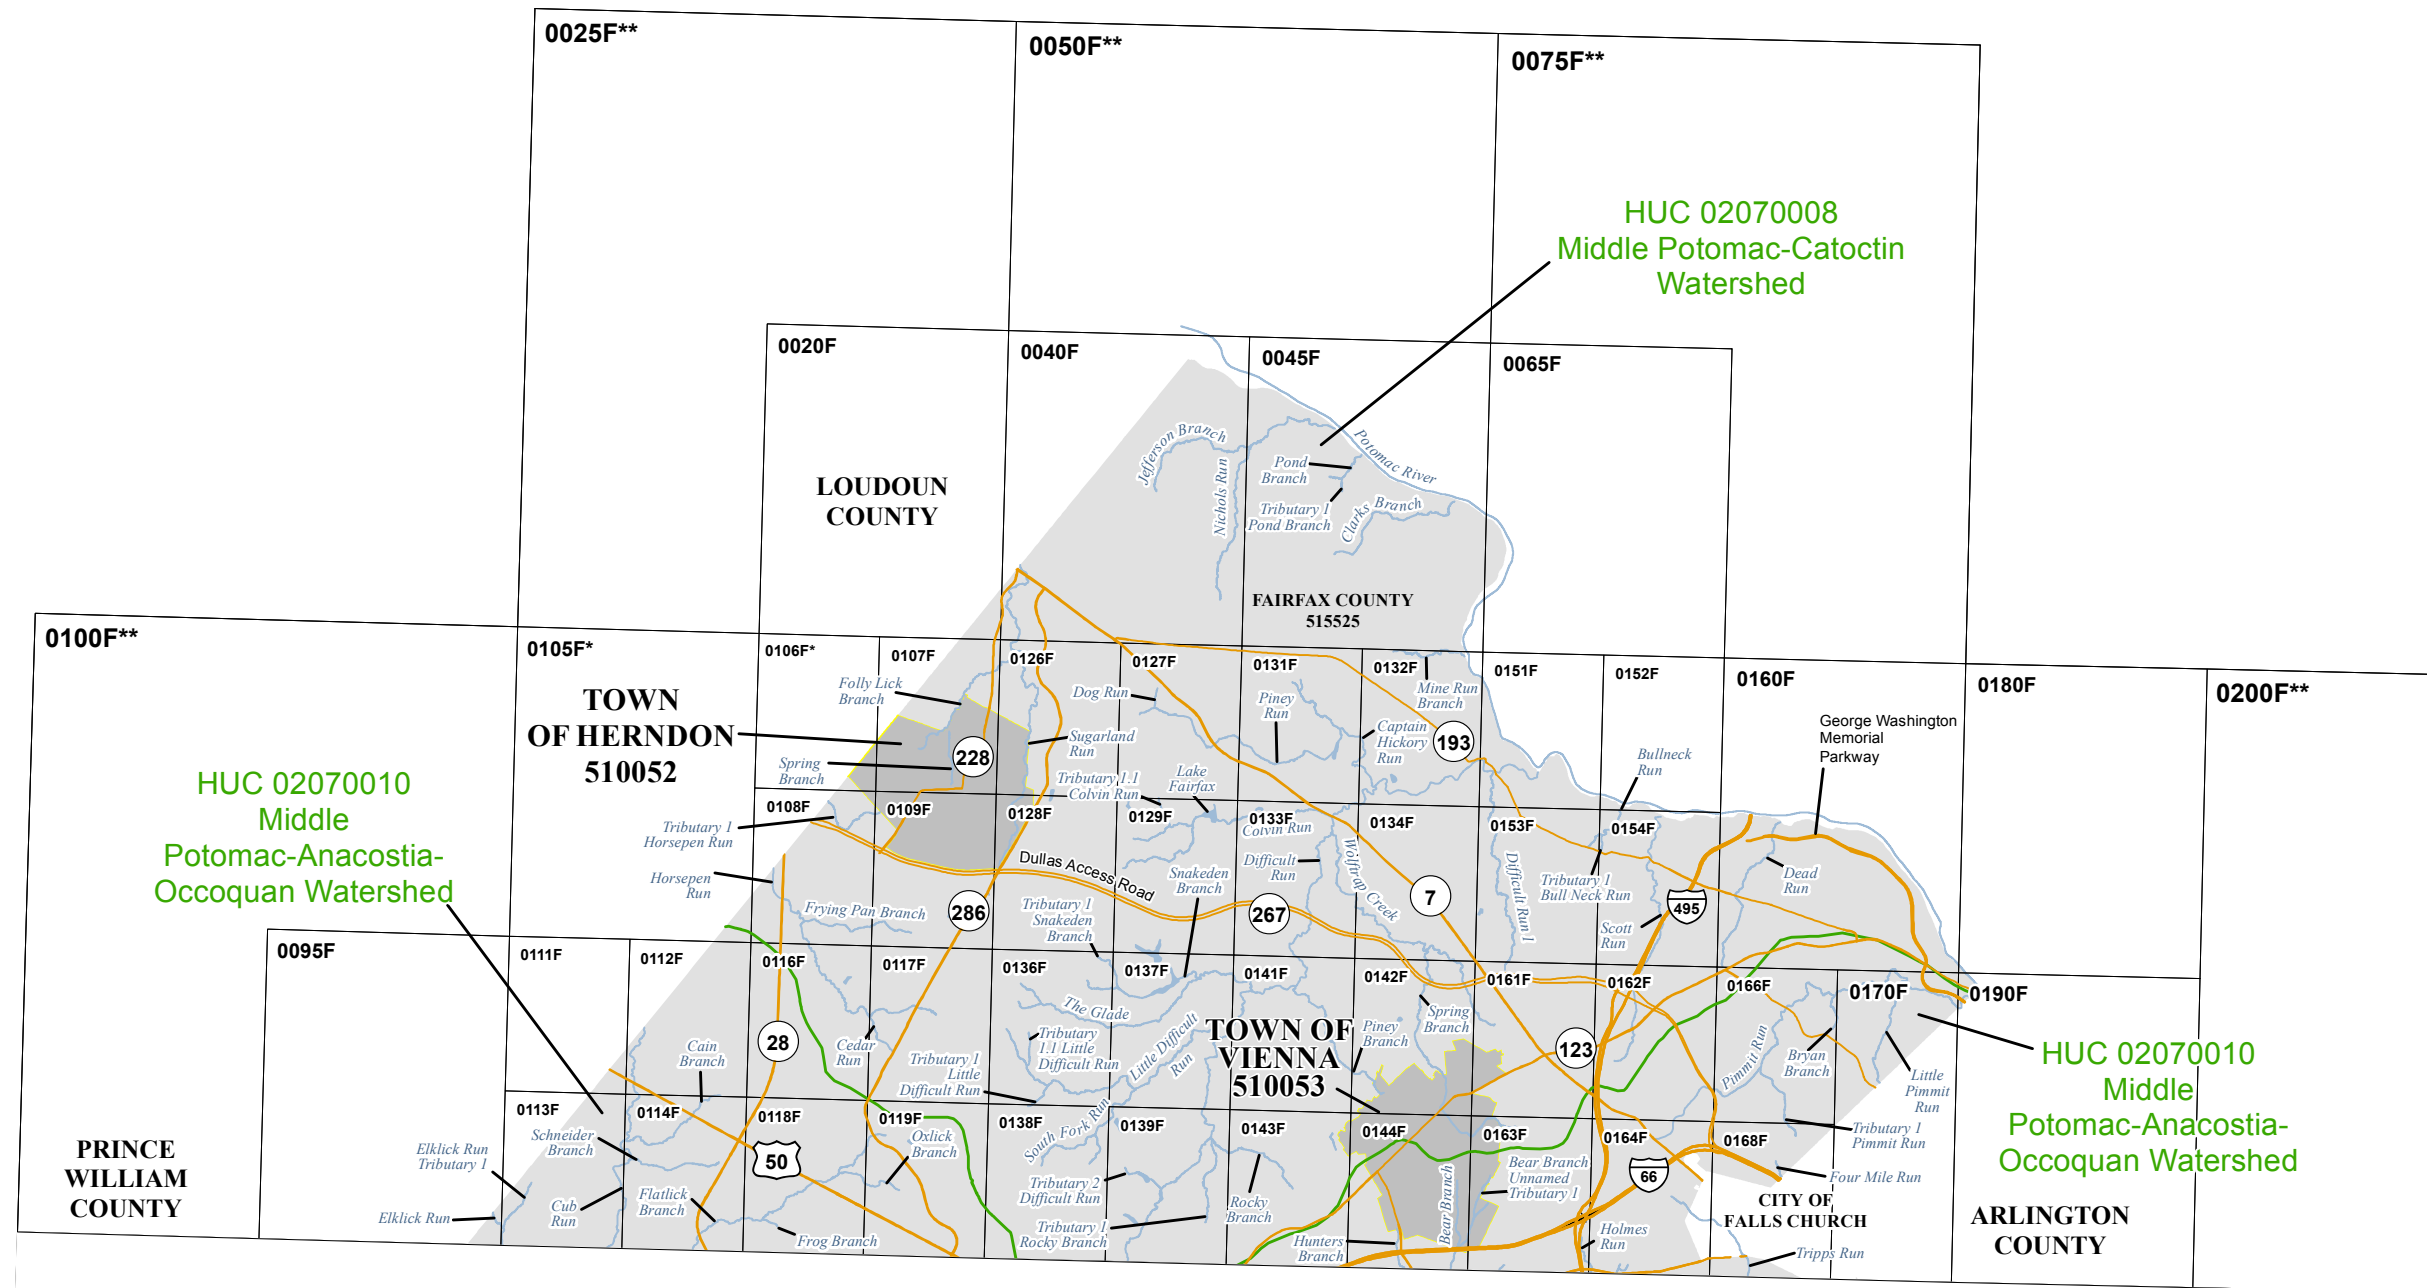 0025F**
0050F**
0075F**
HUC 02070008
Middle Potomac-Catoctin
Watershed
0020F
0040F
0045F
0065F
Jefferson Branch
Nichols Run
Potomac River
Pond
Branch
Tributary 1
Pond Branch
Clarks Branch
LOUDOUN
COUNTY
FAIRFAX COUNTY
515525
0100F**
0105F*
0106F*
0107F
0126F
0127F
0131F
0132F
0151F
0152F
0160F
0180F
0200F**
TOWN
OF HERNDON
510052
Folly Lick
Branch
Spring
Branch
228
Sugarland
Run
Dog Run
Piney
Run
Captain
Hickory
Run
Mine Run
Branch
193
Bullneck
Run
George Washington
Memorial
Parkway
Tributary 1.1
Colvin Run
Lake
Fairfax
HUC 02070010
Middle
Potomac-Anacostia-
Occoquan Watershed
0108F
0109F
0128F
0129F
0133F
0134F
0153F
0154F
Tributary 1
Horsepen Run
Colvin Run
Horsepen
Run
Dullas Access Road
Snakeden
Branch
Difficult
Run
Wolftrap Creek
Difficult Run 1
Tributary 1
Bull Neck Run
Dead
Run
495
Scott
Run
Frying Pan Branch
286
Tributary 1
Snakeden
Branch
267
7
0095F
0111F
0112F
0116F
0117F
0136F
0137F
0141F
0142F
0161F
0162F
0166F
0170F
0190F
The Glade
28
Cain
Branch
Cedar
Run
Tributary
1.1 Little
Difficult Run
Tributary 1
Little
Difficult Run
Little Difficult
Run
TOWN OF
VIENNA
510053
Piney
Branch
Spring
Branch
123
Pimmit Run
Bryan
Branch
Little
Pimmit
Run
HUC 02070010
Middle
Potomac-Anacostia-
Occoquan Watershed
0113F
0114F
0118F
0119F
0138F
0139F
0143F
0144F
0163F
0164F
0168F
Tributary 1
Pimmit Run
PRINCE
WILLIAM
COUNTY
Elklick Run
Tributary 1
Schneider
Branch
50
Oxlick
Branch
South Fork Run
Tributary 2
Difficult Run
Rocky
Branch
Bear Branch
Bear Branch
Unnamed
Tributary 1
66
Four Mile Run
CITY OF
FALLS CHURCH
ARLINGTON
COUNTY
Elklick Run
Cub
Run
Flatlick
Branch
Frog Branch
Tributary 1
Rocky Branch
Hunters
Branch
Holmes
Run
Tripps Run